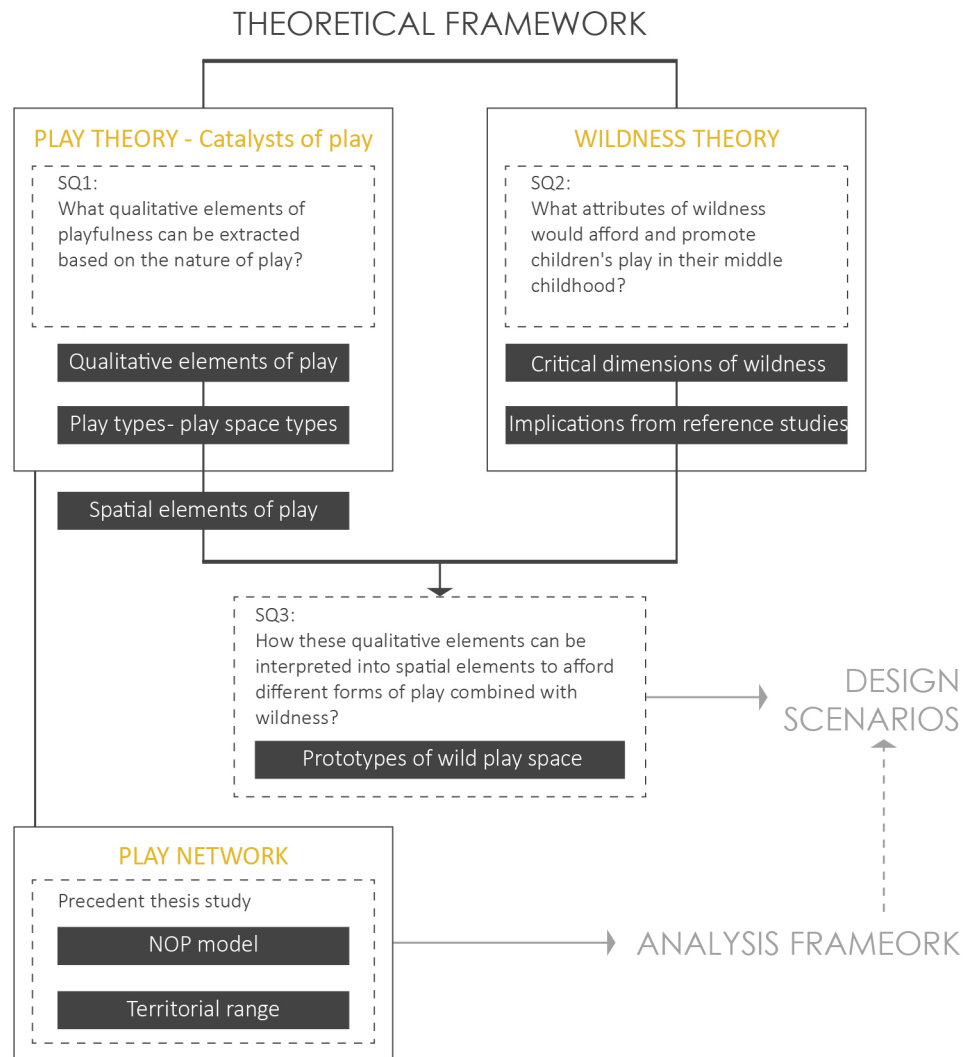 THEORETICAL FRAMEWORK
PLAY THEORY - Catalysts of play
SQ1:
What qualitative elements of
playfulness can be extracted
based on the nature of play?
Qualitative elements of play
Play types- play space types
Spatial elements of play
WILDNESS THEORY
SQ2:
What attributes of wildness
would afford and promote
children's play in their middle
childhood?
Critical dimensions of wildness
Implications from reference studies
SQ3:
How these qualitative elements can be
interpreted into spatial elements to afford
different forms of play combined with
wildness?
Prototypes of wild play space
DESIGN
SCENARIOS
PLAY NETWORK
Precedent thesis study
NOP model
Territorial range
ANALYSIS FRAMEORK